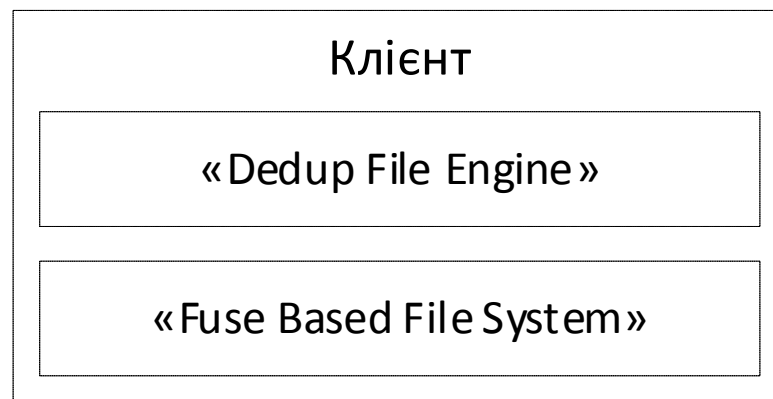 Клієнт
«Dedup File Engine»
«Fuse Based File System»